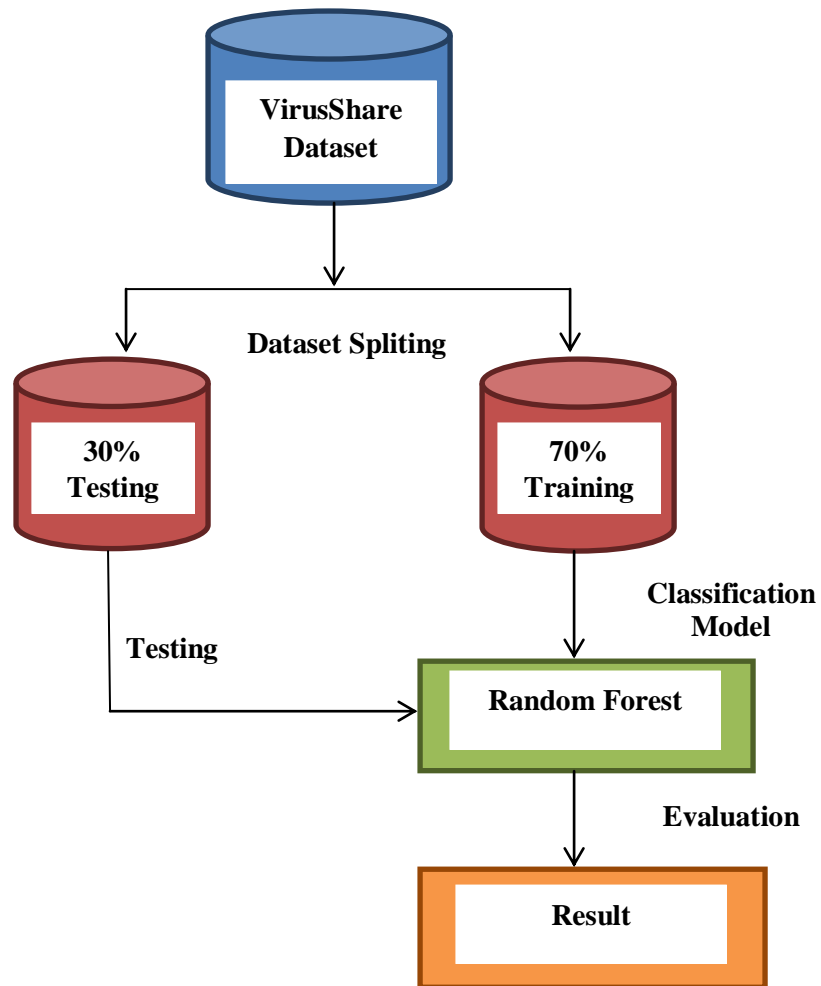 VirusShare
Dataset
Dataset Spliting
30%
Testing
70%
Training
Classification
Model
Testing
Random Forest
Evaluation
Result